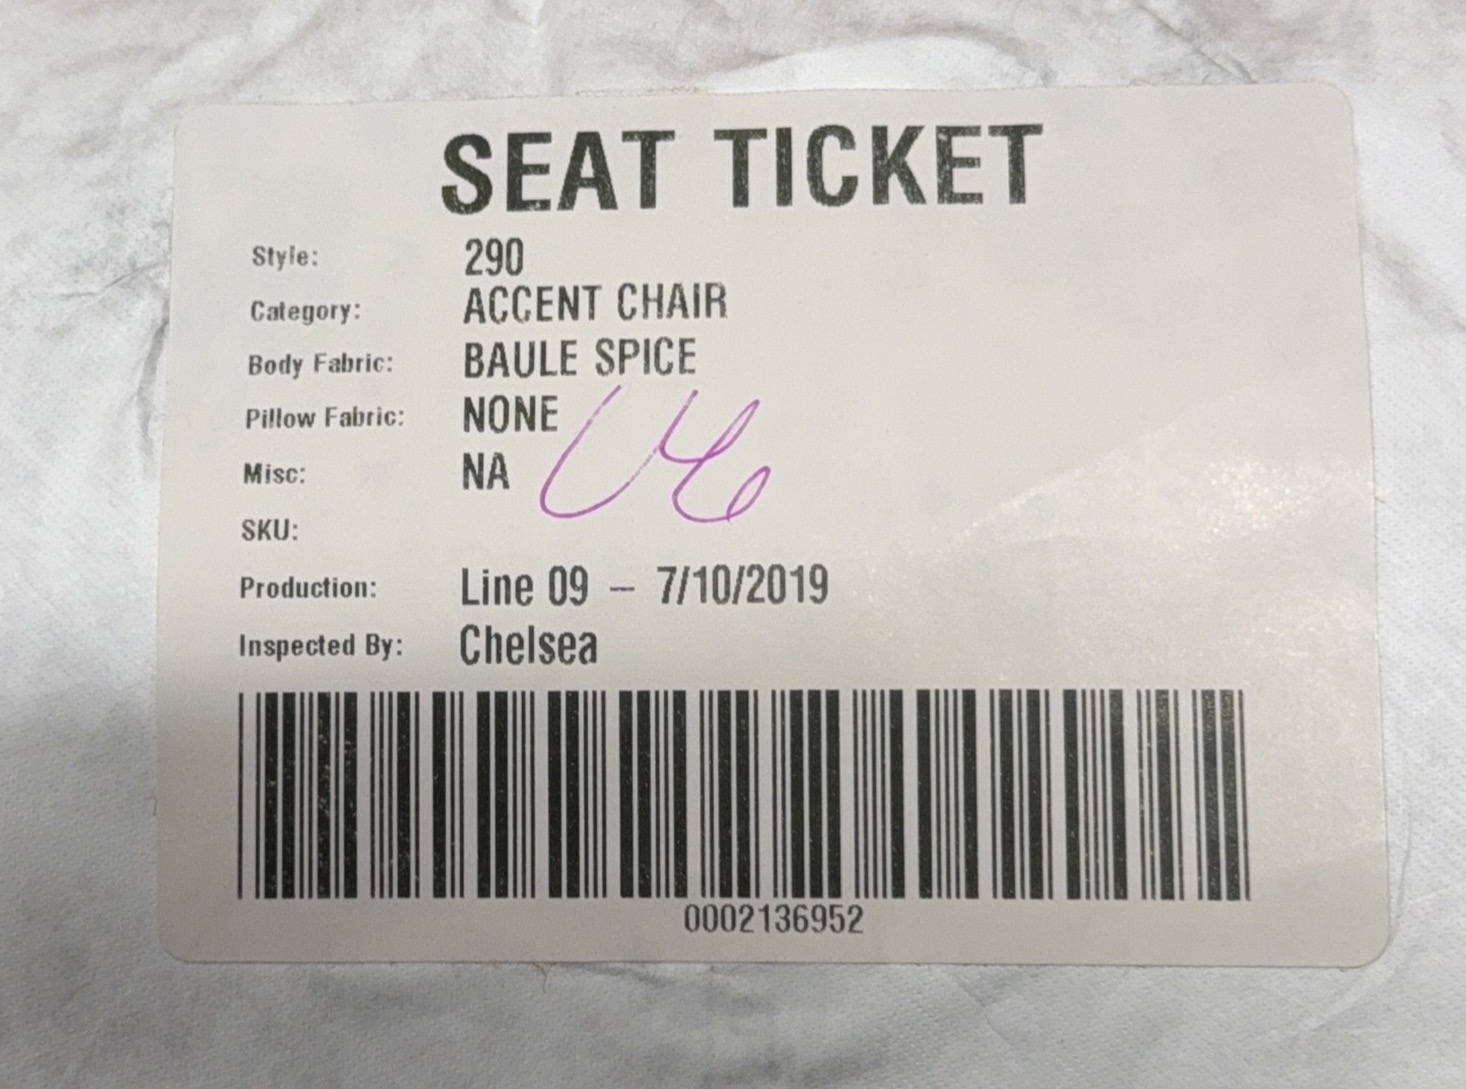 SEAT TICKET
Style: 290
Category: ACCENT CHAIR
Body Fabric: BAULE SPICE
Pillow Fabric: NONE
Misc: NA
SKU:
Production: Line 09 – 7/10/2019
Inspected By: Chelsea
0002136952